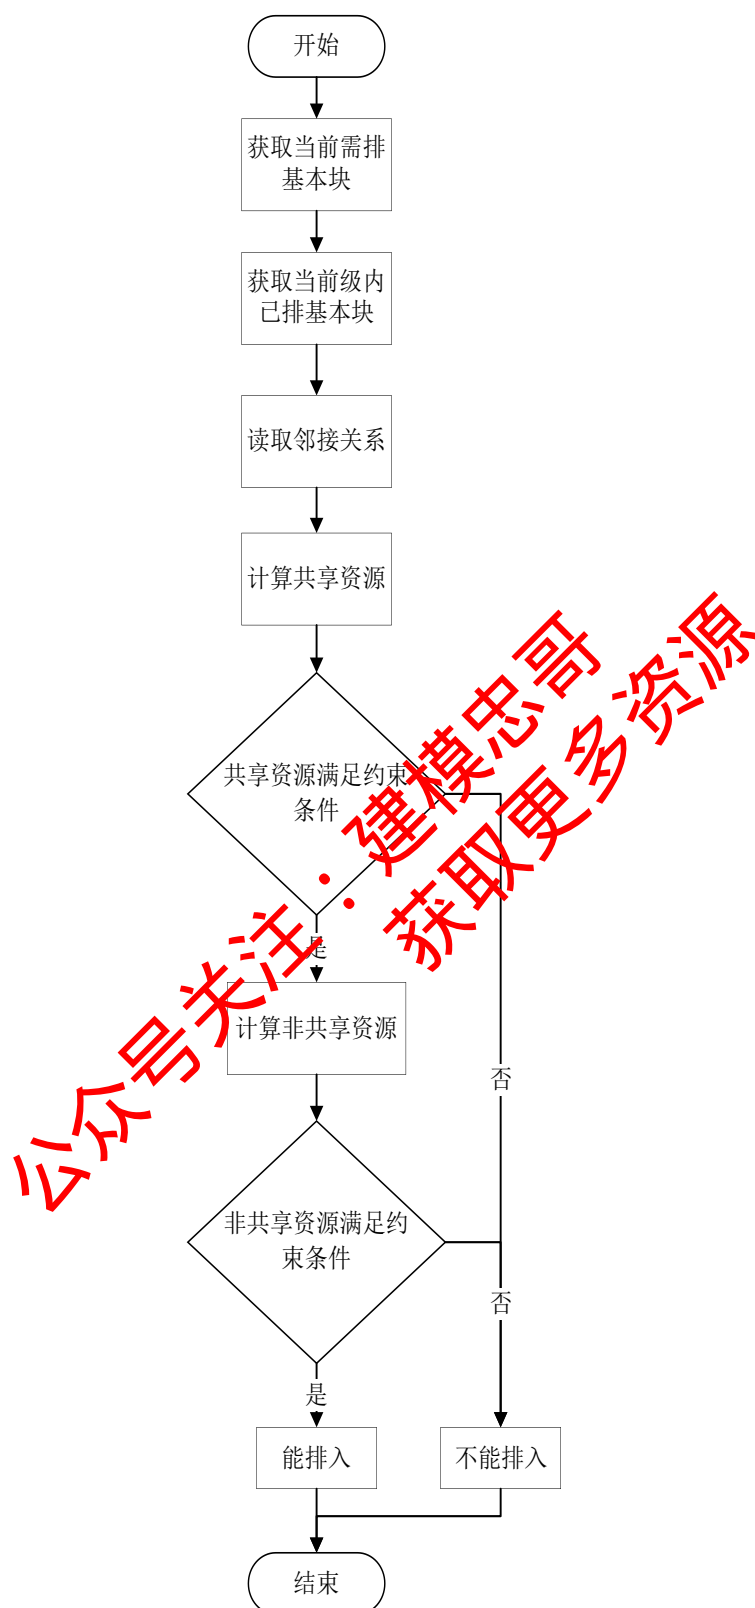 开始
获取当前需排
基本块
获取当前级内
已排基本块
读取邻接关系
计算共享资源
共享资源满足约束
条件
是
计算非共享资源
否
非共享资源满足约
束条件
否
是
能排入
不能排入
结束
公众号关注：建模忠哥
获取更多资源